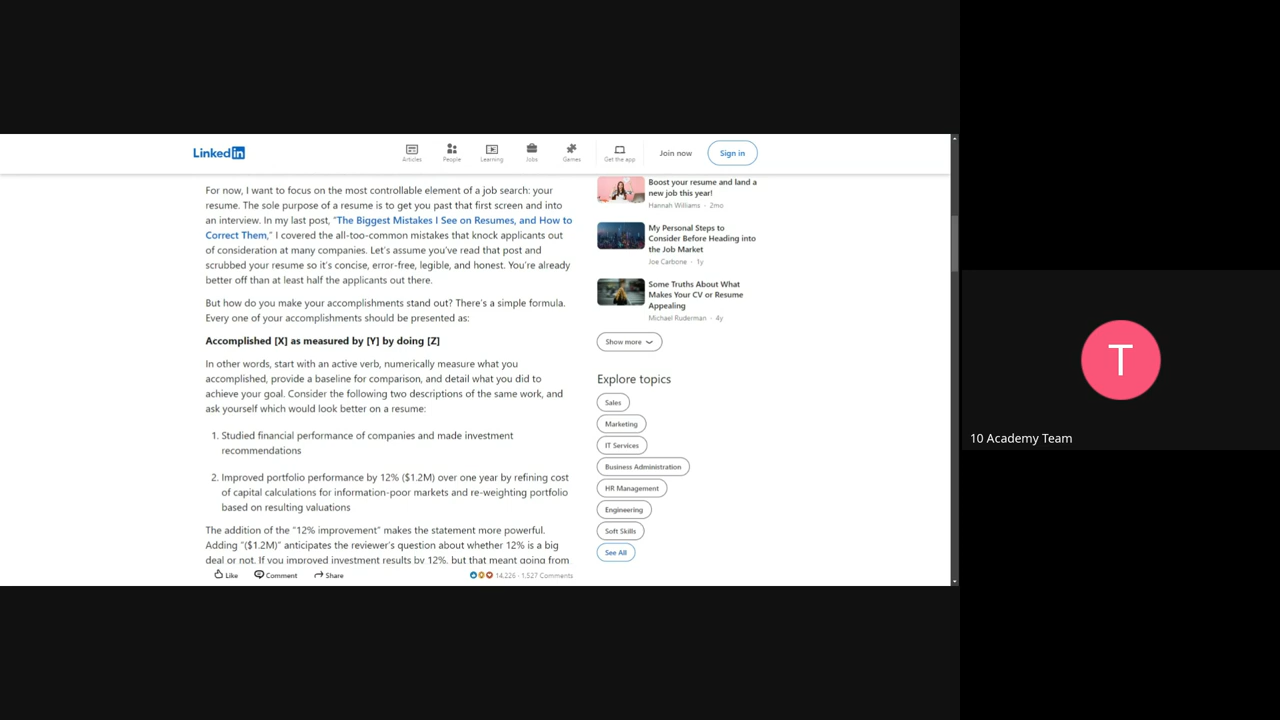 Linked in
Articles
People
Learning
Jobs
Games
Get the app
Join now
Sign in
For now, I want to focus on the most controllable element of a job search: your
resume. The sole purpose of a resume is to get you past that first screen and into
an interview. In my last post, "The Biggest Mistakes I See on Resumes, and How to
Correct Them," I covered the all-too-common mistakes that knock applicants out
of consideration at many companies. Let's assume you've read that post and
scrubbed your resume so it's concise, error-free, legible, and honest. You're already
better off than at least half the applicants out there.
But how do you make your accomplishments stand out? There's a simple formula.
Every one of your accomplishments should be presented as:
Accomplished [X] as measured by [Y] by doing [Z]
In other words, start with an active verb, numerically measure what you
accomplished, provide a baseline for comparison, and detail what you did to
achieve your goal. Consider the following two descriptions of the same work, and
ask yourself which would look better on a resume:
1. Studied financial performance of companies and made investment
recommendations
2. Improved portfolio performance by 12% ($1.2M) over one year by refining cost
of capital calculations for information-poor markets and re-weighting portfolio
based on resulting valuations
The addition of the "12% improvement" makes the statement more powerful.
Adding "($1.2M)" anticipates the reviewer's question about whether 12% is a big
deal or not. If you improved investment results by 12%, but that meant going from
Like
Comment
Share
14,226 · 1,527 Comments
Boost your resume and land a
new job this year!
Hannah Williams · 2mo
My Personal Steps to
Consider Before Heading into
the Job Market
Joe Carbone · 1y
Some Truths About What
Makes Your CV or Resume
Appealing
Michael Ruderman · 4y
Show more
Explore topics
Sales
Marketing
IT Services
Business Administration
HR Management
Engineering
Soft Skills
See All
T
10 Academy Team